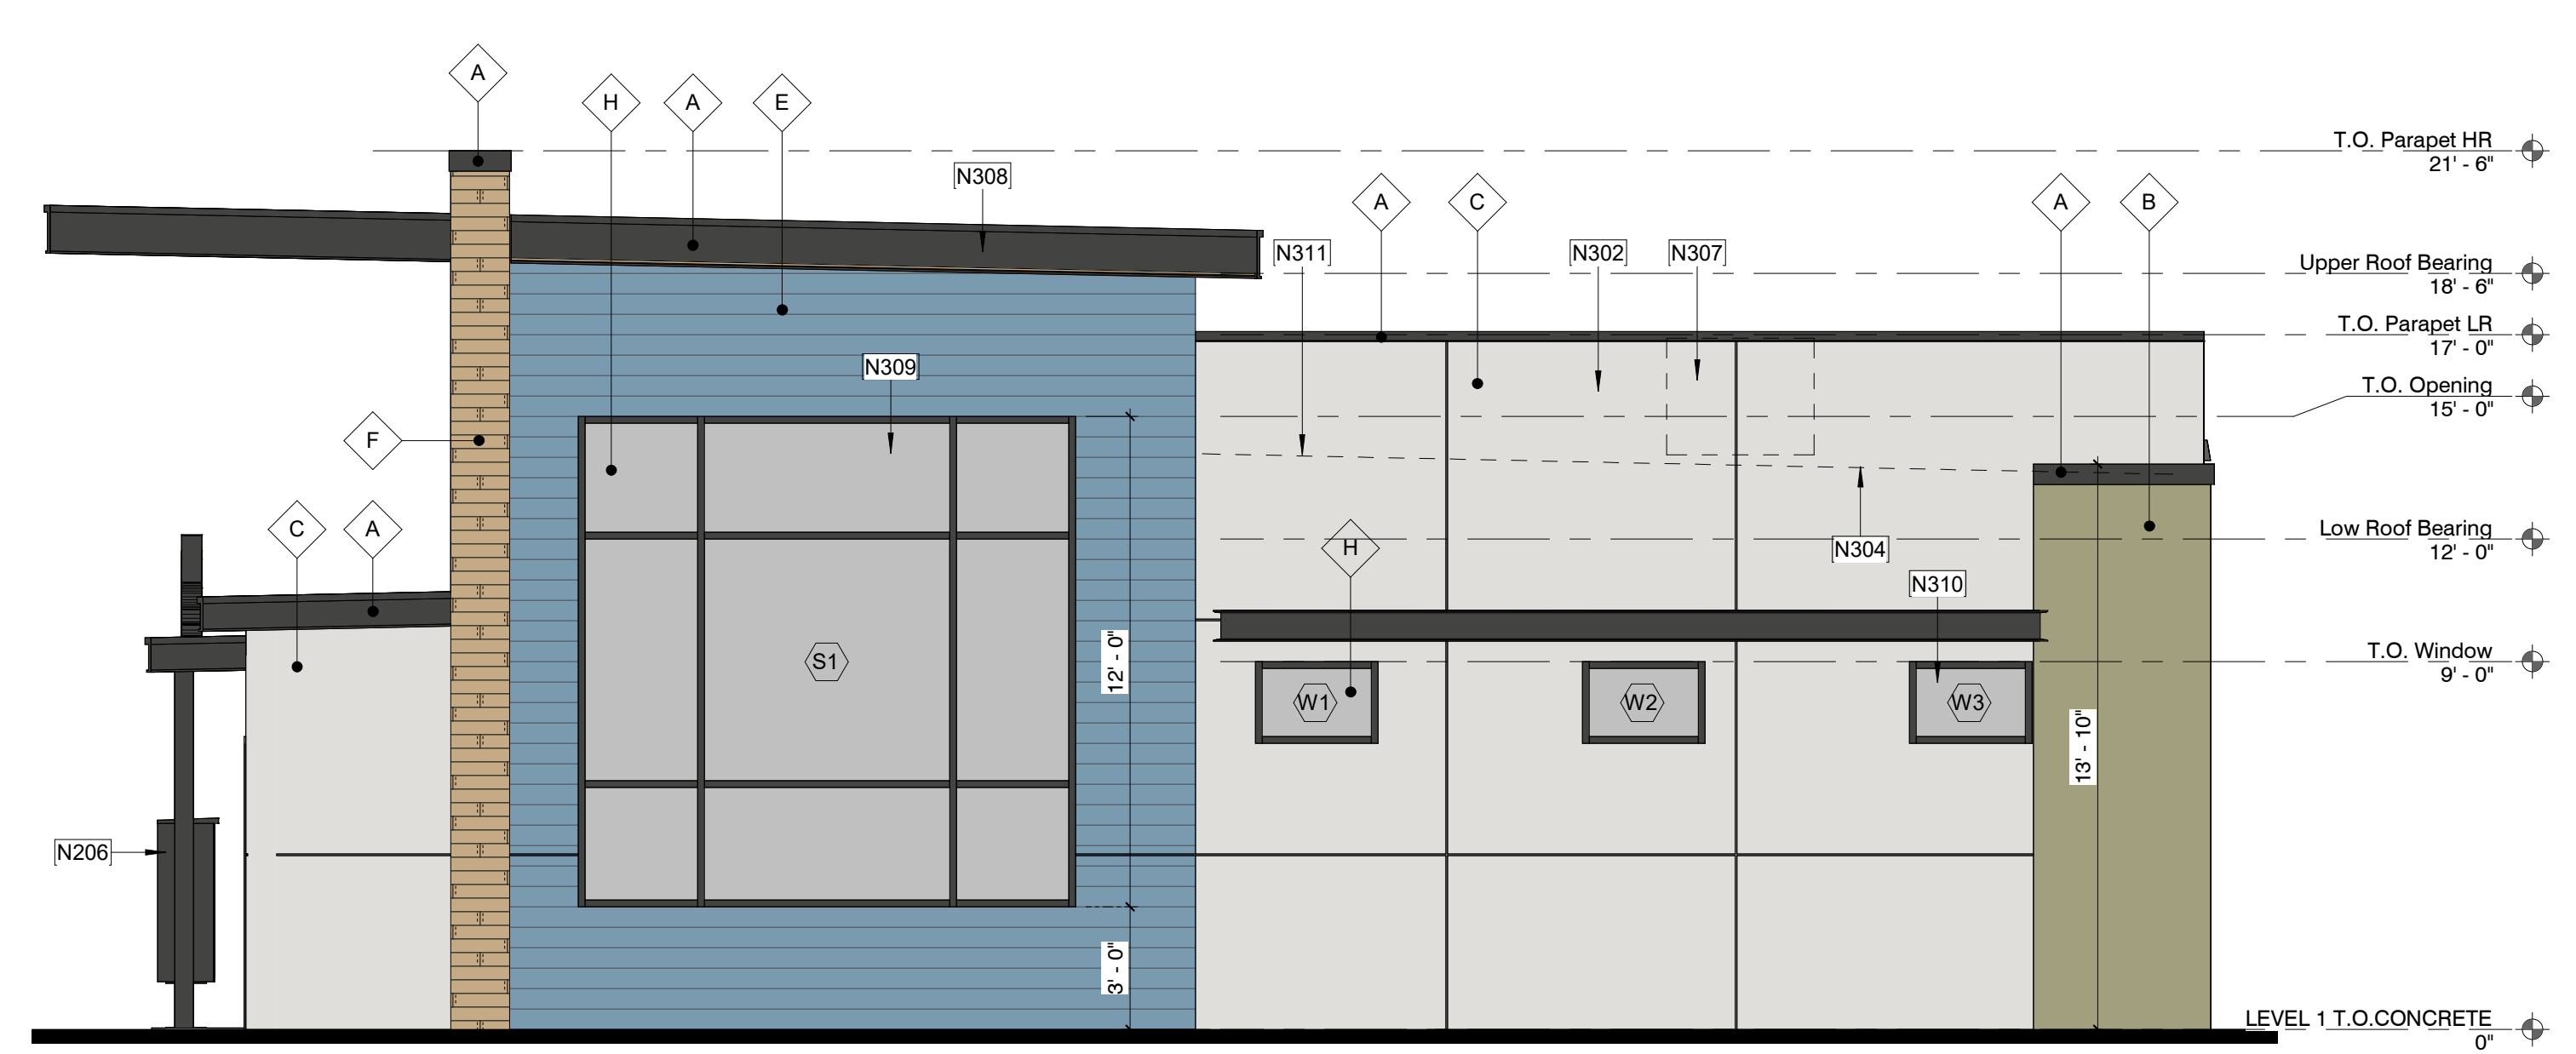 A
H
A
E
T.O. Parapet HR
21' - 6"
N308
A
C
A
B
N311
N302
N307
Upper Roof Bearing
18' - 6"
T.O. Parapet LR
17' - 0"
N309
T.O. Opening
15' - 0"
F
C
A
H
N304
Low Roof Bearing
12' - 0"
N310
S1
12' - 0"
T.O. Window
9' - 0"
W1
W2
W3
13' - 10"
N206
3' - 0"
LEVEL 1 T.O.CONCRETE
0"